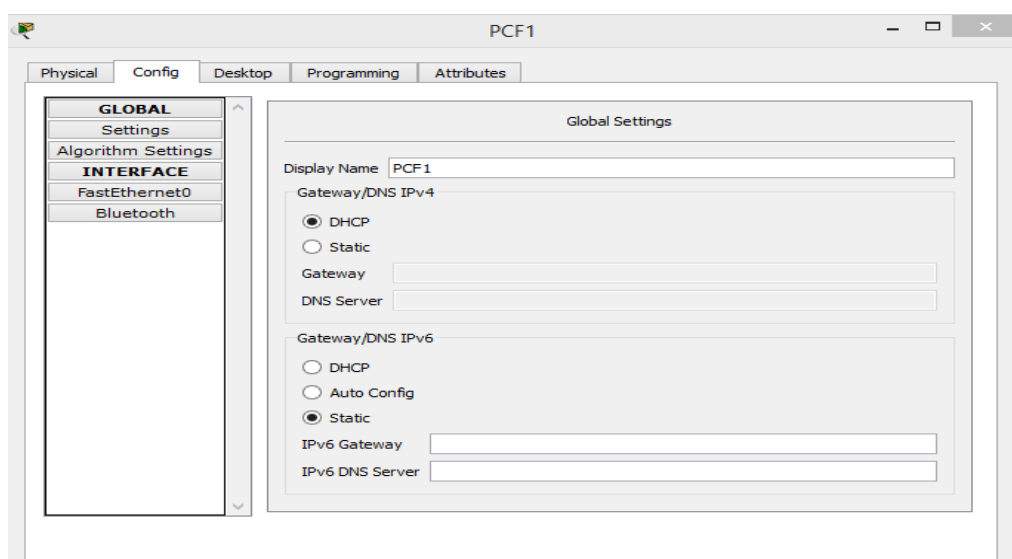 PCF1
Physical Config Desktop Programming Attributes
GLOBAL
Settings
Algorithm Settings
INTERFACE
FastEthernet0
Bluetooth
Global Settings
Display Name PCF1
Gateway/DNS IPv4
DHCP
Static
Gateway
DNS Server
Gateway/DNS IPv6
DHCP
Auto Config
Static
IPv6 Gateway
IPv6 DNS Server